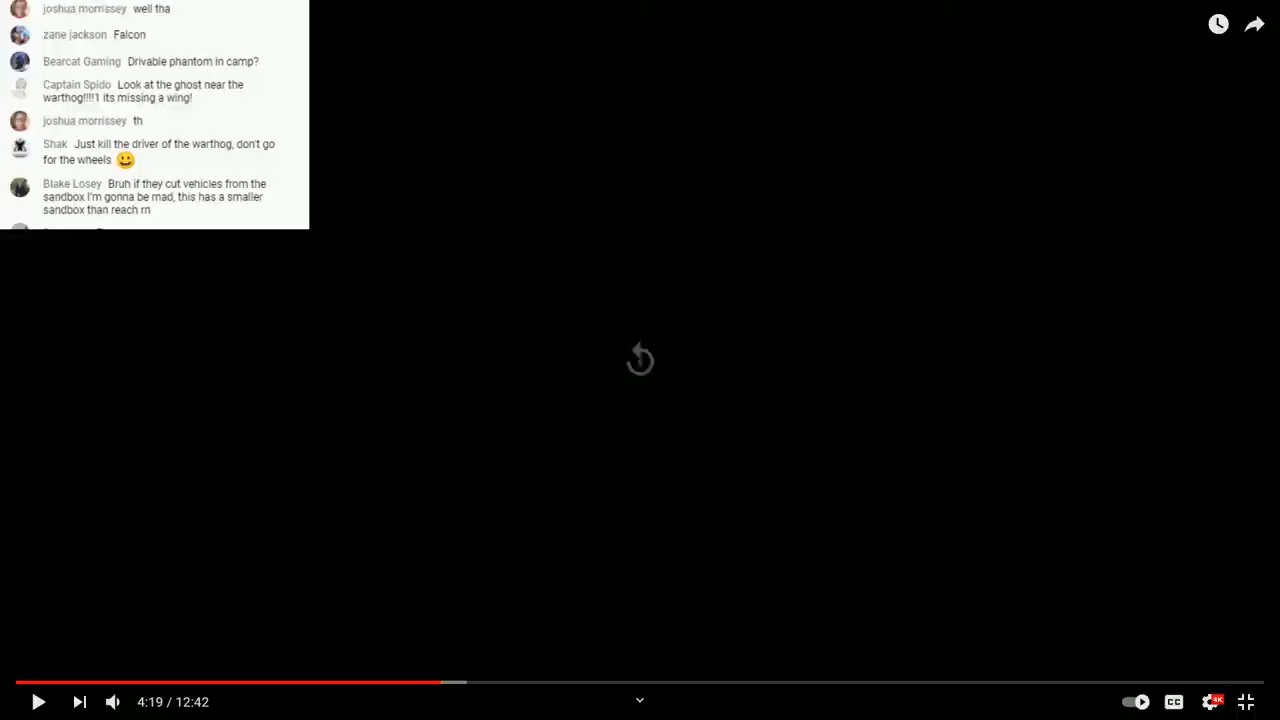 joshua morrissey well tha
zane jackson Falcon
Bearcat Gaming Drivable phantom in camp?
Captain Spido Look at the ghost near the
warthog!!!!1 its missing a wing!
joshua morrissey th
Shak Just kill the driver of the warthog, don't go
for the wheels 😀
Blake Losey Bruh if they cut vehicles from the
sandbox I'm gonna be mad, this has a smaller
sandbox than reach rn
4:19 / 12:42
CC
4K